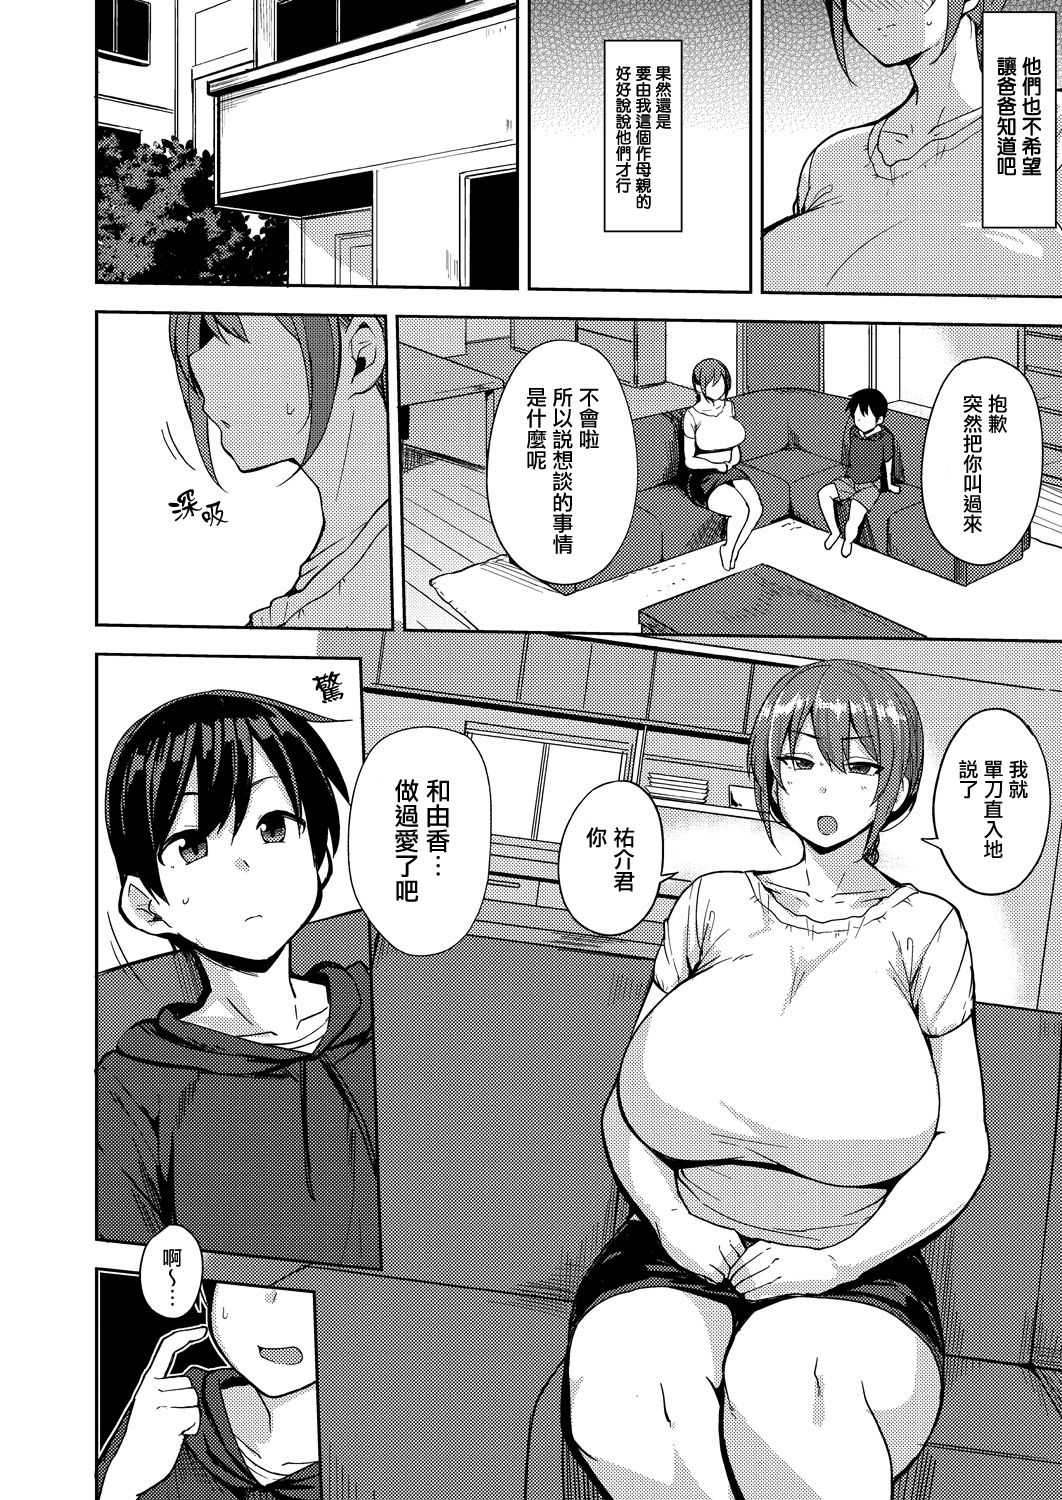 他們也不希望
讓爸爸知道吧
果然還是
要由我這個作母親的
好好說說他們才行
抱歉
突然把你叫過來
不會啦
所以說想談的事情
是什麼呢
深吸
我就
單刀直入地
說了
祐介君
你
和由香…
做過愛了吧
驚
啊～…